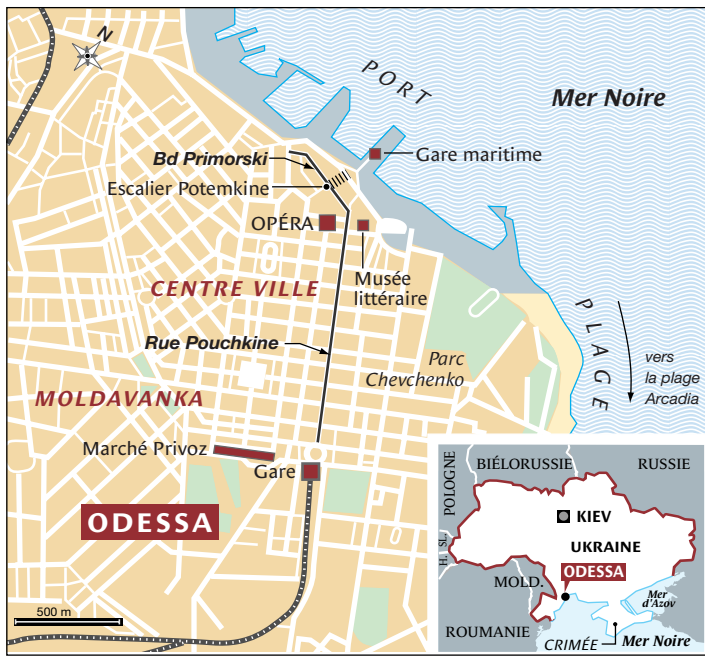 N
PORT
Mer Noire
Bd Primorski
Gare maritime
Escalier Potemkine
OPÉRA
Musée
littéraire
CENTRE VILLE
PLAGE
Rue Pouchkine
Parc
Chevchenko
vers
la plage
Arcadia
MOLDAVANKA
Marché Privoz
Gare
ODESSA
500 m
POLOGNE
BIÉLORUSSIE
RUSSIE
KIEV
UKRAINE
H. SL.
MOLD.
ODESSA
Mer
d'Azov
ROUMANIE
CRIMÉE
Mer Noire